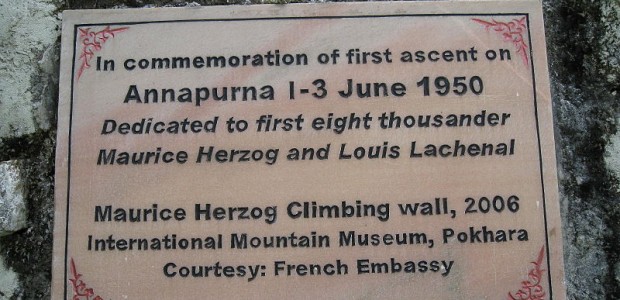 In commemoration of first ascent on
Annapurna 1-3 June 1950
Dedicated to first eight thousander
Maurice Herzog and Louis Lachenal
Maurice Herzog Climbing wall, 2006
International Mountain Museum, Pokhara
Courtesy: French Embassy